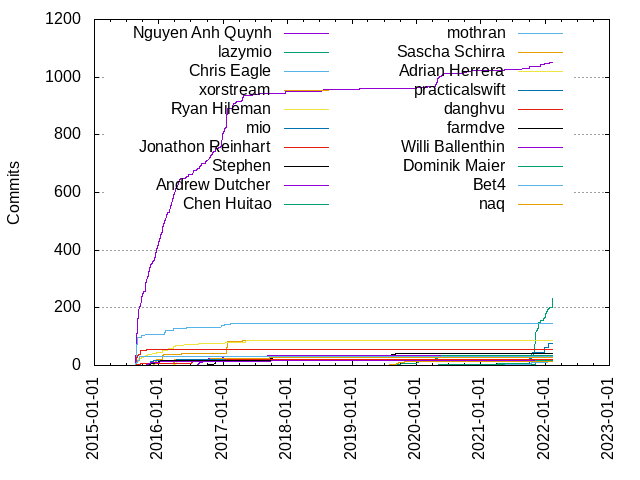 1200
1000
800
600
400
200
0
Commits
Nguyen Anh Quynh
lazymio
Chris Eagle
xorstream
Ryan Hileman
mio
Jonathon Reinhart
Stephen
Andrew Dutcher
Chen Huitao
mothran
Sascha Schirra
Adrian Herrera
practicalswift
danghvu
farmdve
Willi Ballenthin
Dominik Maier
Bet4
naq
2015-01-01
2016-01-01
2017-01-01
2018-01-01
2019-01-01
2020-01-01
2021-01-01
2022-01-01
2023-01-01